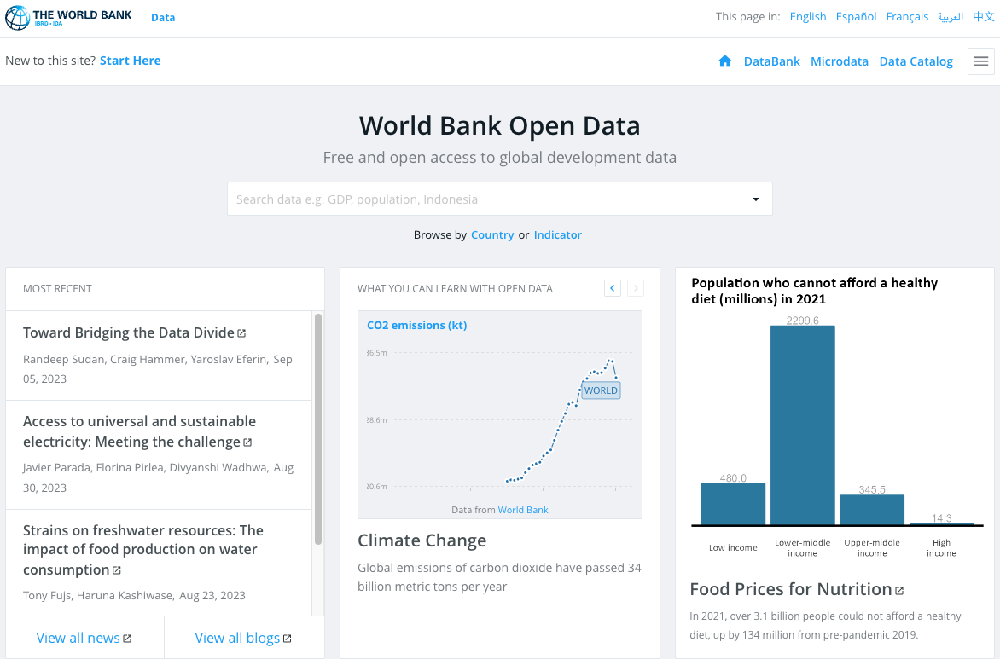 THE WORLD BANK
IBRD • IDA
Data
This page in: English Español Français العربية 中文
New to this site? Start Here
DataBank Microdata Data Catalog
World Bank Open Data
Free and open access to global development data
Search data e.g. GDP, population, Indonesia
Browse by Country or Indicator
MOST RECENT
Toward Bridging the Data Divide
Randeep Sudan, Craig Hammer, Yaroslav Eferin, Sep
05, 2023
Access to universal and sustainable
electricity: Meeting the challenge
Javier Parada, Florina Pirlea, Divyanshi Wadhwa, Aug
30, 2023
Strains on freshwater resources: The
impact of food production on water
consumption
Tony Fujs, Haruna Kashiwase, Aug 23, 2023
View all news
View all blogs
WHAT YOU CAN LEARN WITH OPEN DATA
CO2 emissions (kt)
36.5m
WORLD
28.6m
20.6m
Data from World Bank
Climate Change
Global emissions of carbon dioxide have passed 34
billion metric tons per year
Population who cannot afford a healthy
diet (millions) in 2021
2299.6
480.0
345.5
14.3
Low income
Lower-middle
income
Upper-middle
income
High
income
Food Prices for Nutrition
In 2021, over 3.1 billion people could not afford a healthy
diet, up by 134 million from pre-pandemic 2019.